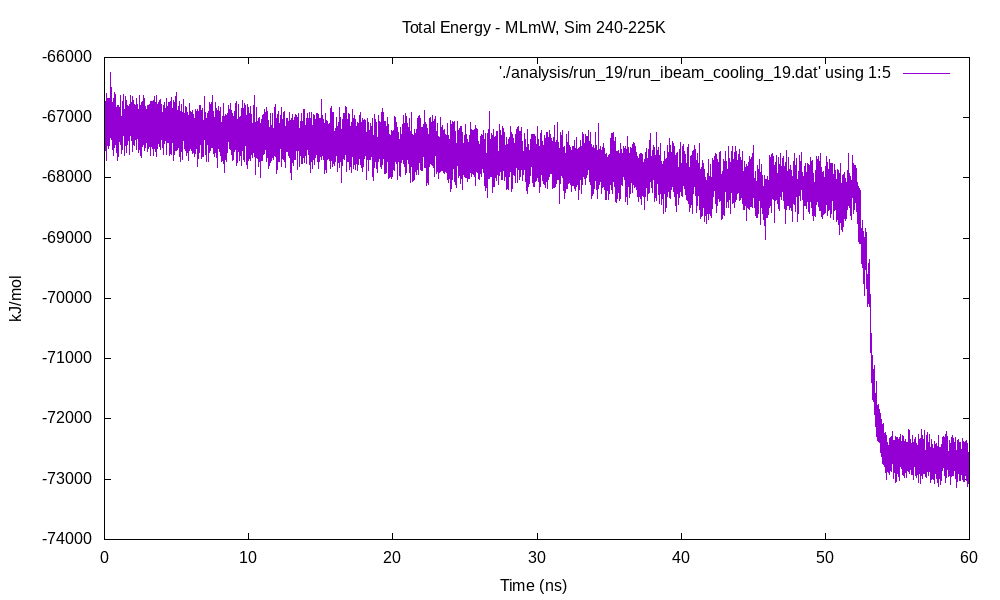 Total Energy - MLmW, Sim 240-225K
'./analysis/run_19/run_ibeam_cooling_19.dat' using 1:5
-66000
-67000
-68000
-69000
-70000
-71000
-72000
-73000
-74000
kJ/mol
0 10 20 30 40 50 60
Time (ns)